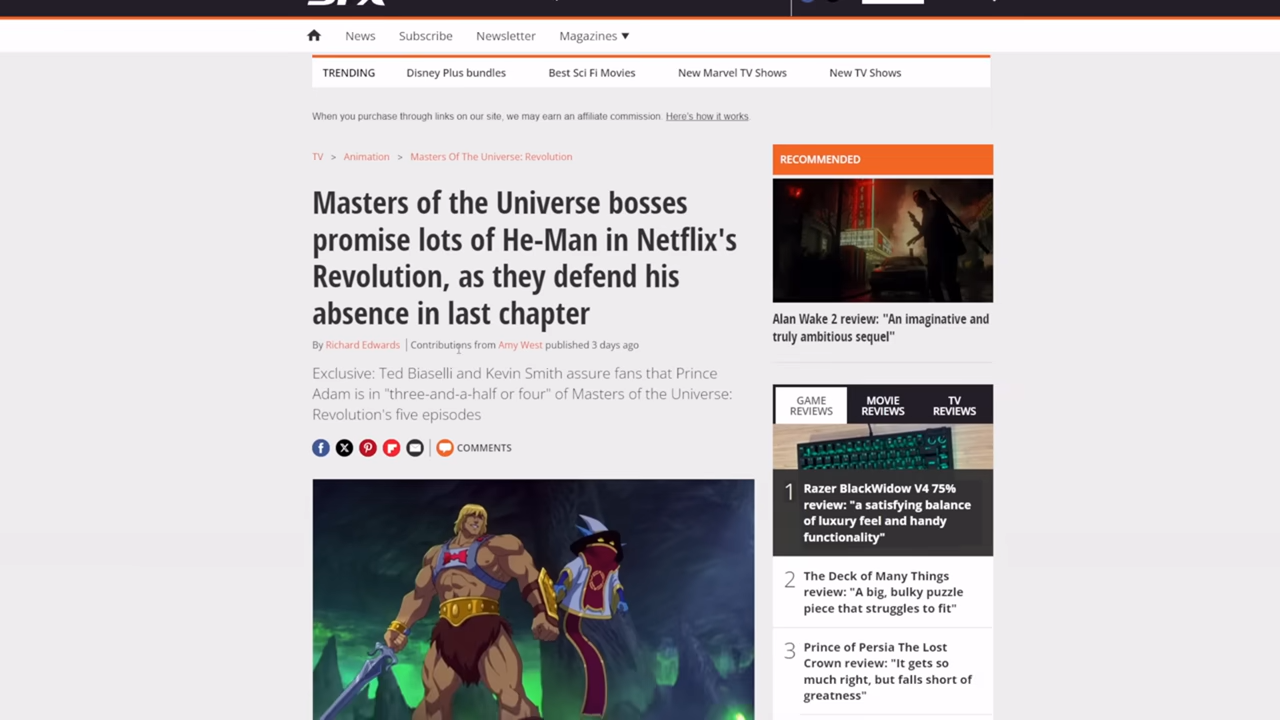 SFX
News
Subscribe
Newsletter
Magazines ▼
TRENDING
Disney Plus bundles
Best Sci Fi Movies
New Marvel TV Shows
New TV Shows
When you purchase through links on our site, we may earn an affiliate commission. Here's how it works.
TV > Animation > Masters Of The Universe: Revolution
Masters of the Universe bosses
promise lots of He-Man in Netflix's
Revolution, as they defend his
absence in last chapter
By Richard Edwards | Contributions from Amy West published 3 days ago
Exclusive: Ted Biaselli and Kevin Smith assure fans that Prince
Adam is in "three-and-a-half or four" of Masters of the Universe:
Revolution's five episodes
COMMENTS
RECOMMENDED
Alan Wake 2 review: "An imaginative and
truly ambitious sequel"
GAME
REVIEWS
MOVIE
REVIEWS
TV
REVIEWS
1
Razer BlackWidow V4 75%
review: "a satisfying balance
of luxury feel and handy
functionality"
2
The Deck of Many Things
review: "A big, bulky puzzle
piece that struggles to fit"
3
Prince of Persia The Lost
Crown review: "It gets so
much right, but falls short of
greatness"